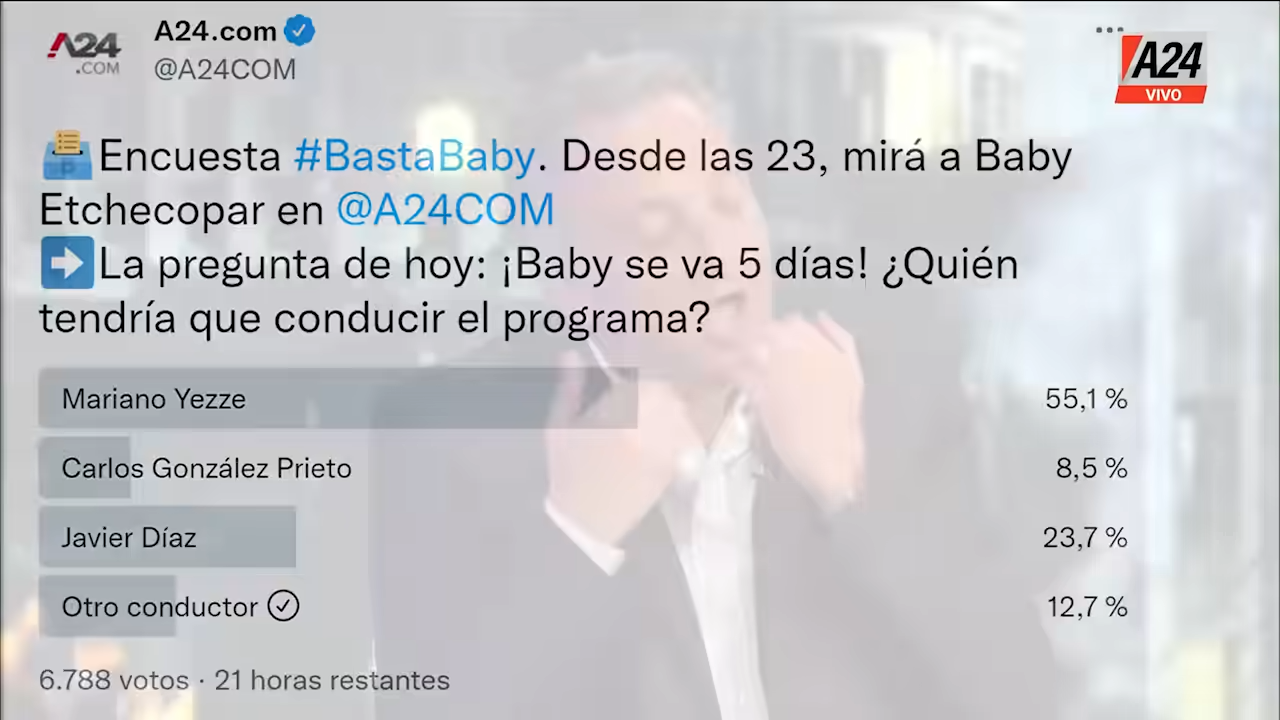 A24
.COM
A24.com
@A24COM
A24
VIVO
Encuesta #BastaBaby. Desde las 23, mirá a Baby
Etchecopar en @A24COM
La pregunta de hoy: ¡Baby se va 5 días! ¿Quién
tendría que conducir el programa?
Mariano Yezze 55,1 %
Carlos González Prieto 8,5 %
Javier Díaz 23,7 %
Otro conductor 12,7 %
6.788 votos · 21 horas restantes